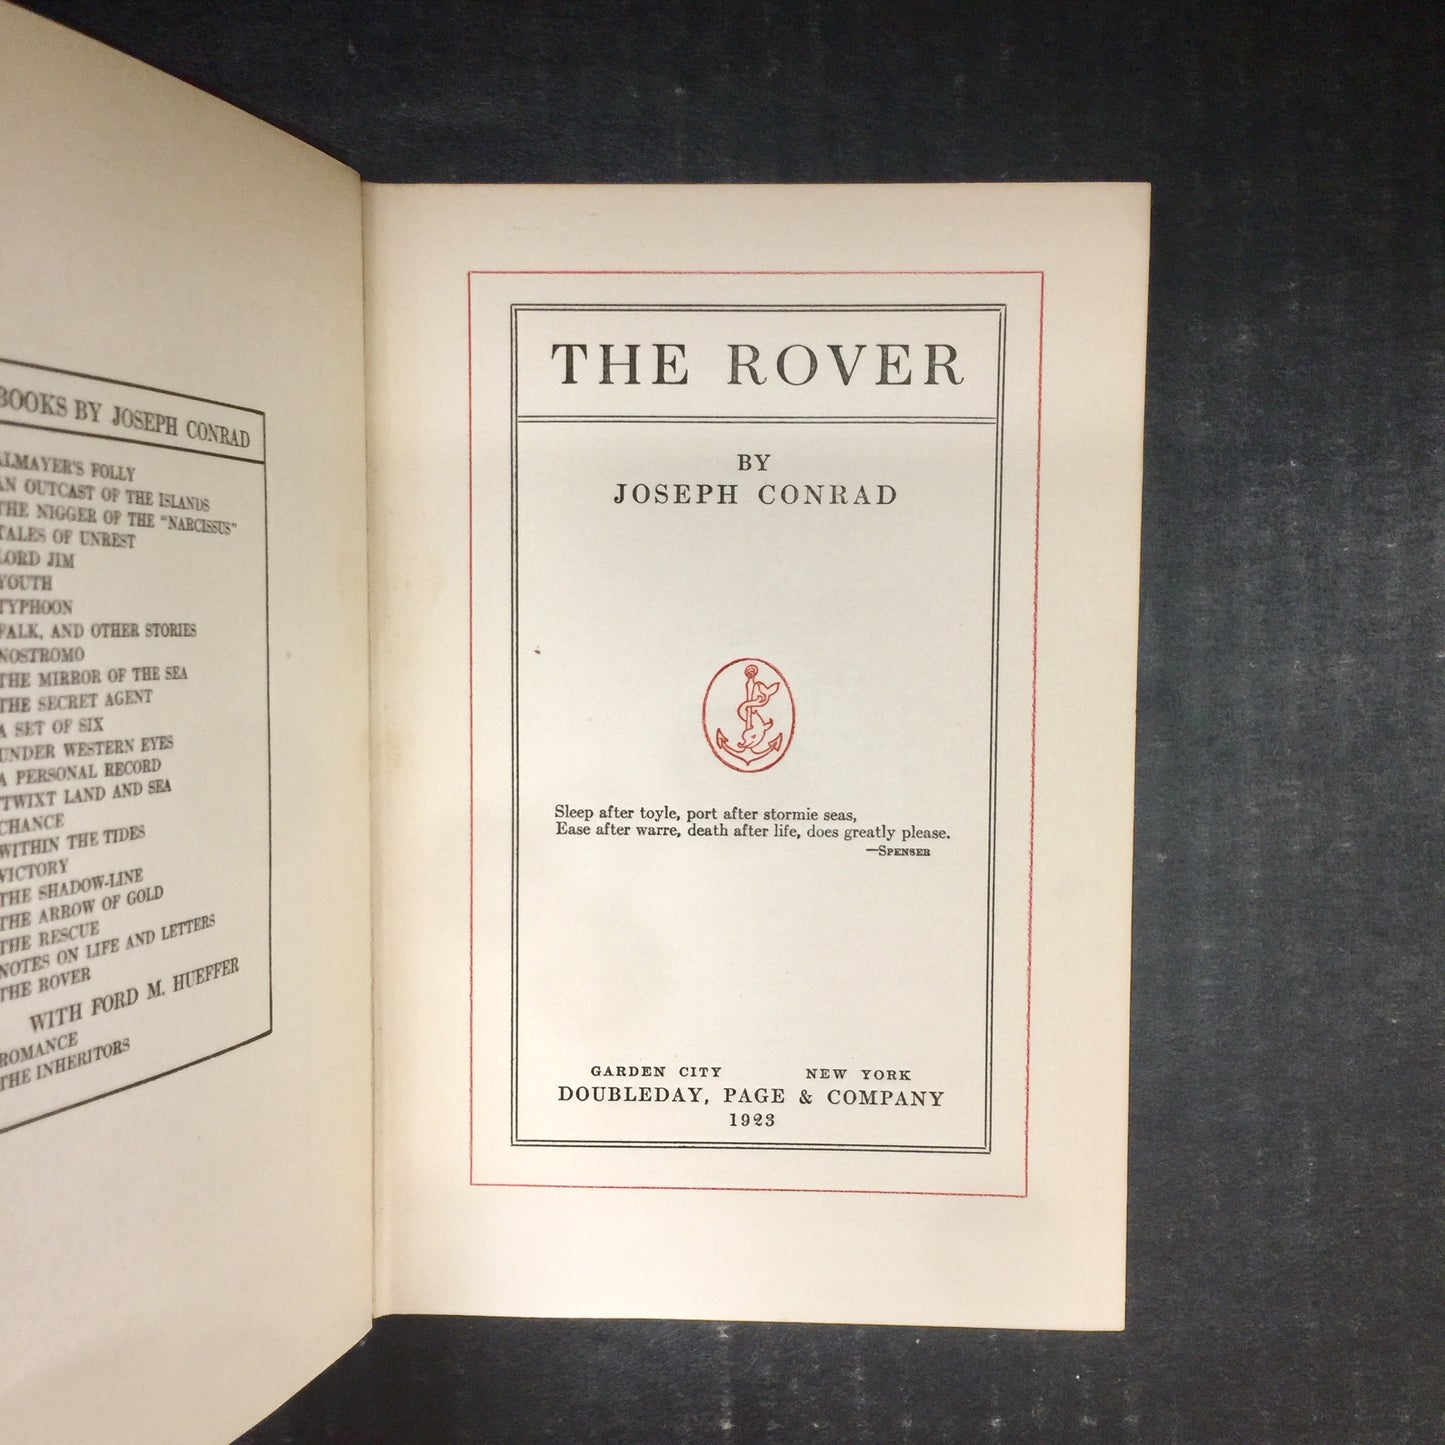 BOOKS BY JOSEPH CONRAD
ALMAYER'S FOLLY
AN OUTCAST OF THE ISLANDS
THE NIGGER OF THE "NARCISSUS"
TALES OF UNREST
LORD JIM
YOUTH
TYPHOON
FALK, AND OTHER STORIES
NOSTROMO
THE MIRROR OF THE SEA
THE SECRET AGENT
A SET OF SIX
UNDER WESTERN EYES
A PERSONAL RECORD
'TWIXT LAND AND SEA
CHANCE
WITHIN THE TIDES
VICTORY
THE SHADOW-LINE
THE ARROW OF GOLD
THE RESCUE
NOTES ON LIFE AND LETTERS
THE ROVER
WITH FORD M. HUEFFER
ROMANCE
THE INHERITORS
THE ROVER
BY
JOSEPH CONRAD
Sleep after toyle, port after stormie seas,
Ease after warre, death after life, does greatly please.
—SPENSER
GARDEN CITY NEW YORK
DOUBLEDAY, PAGE & COMPANY
1923